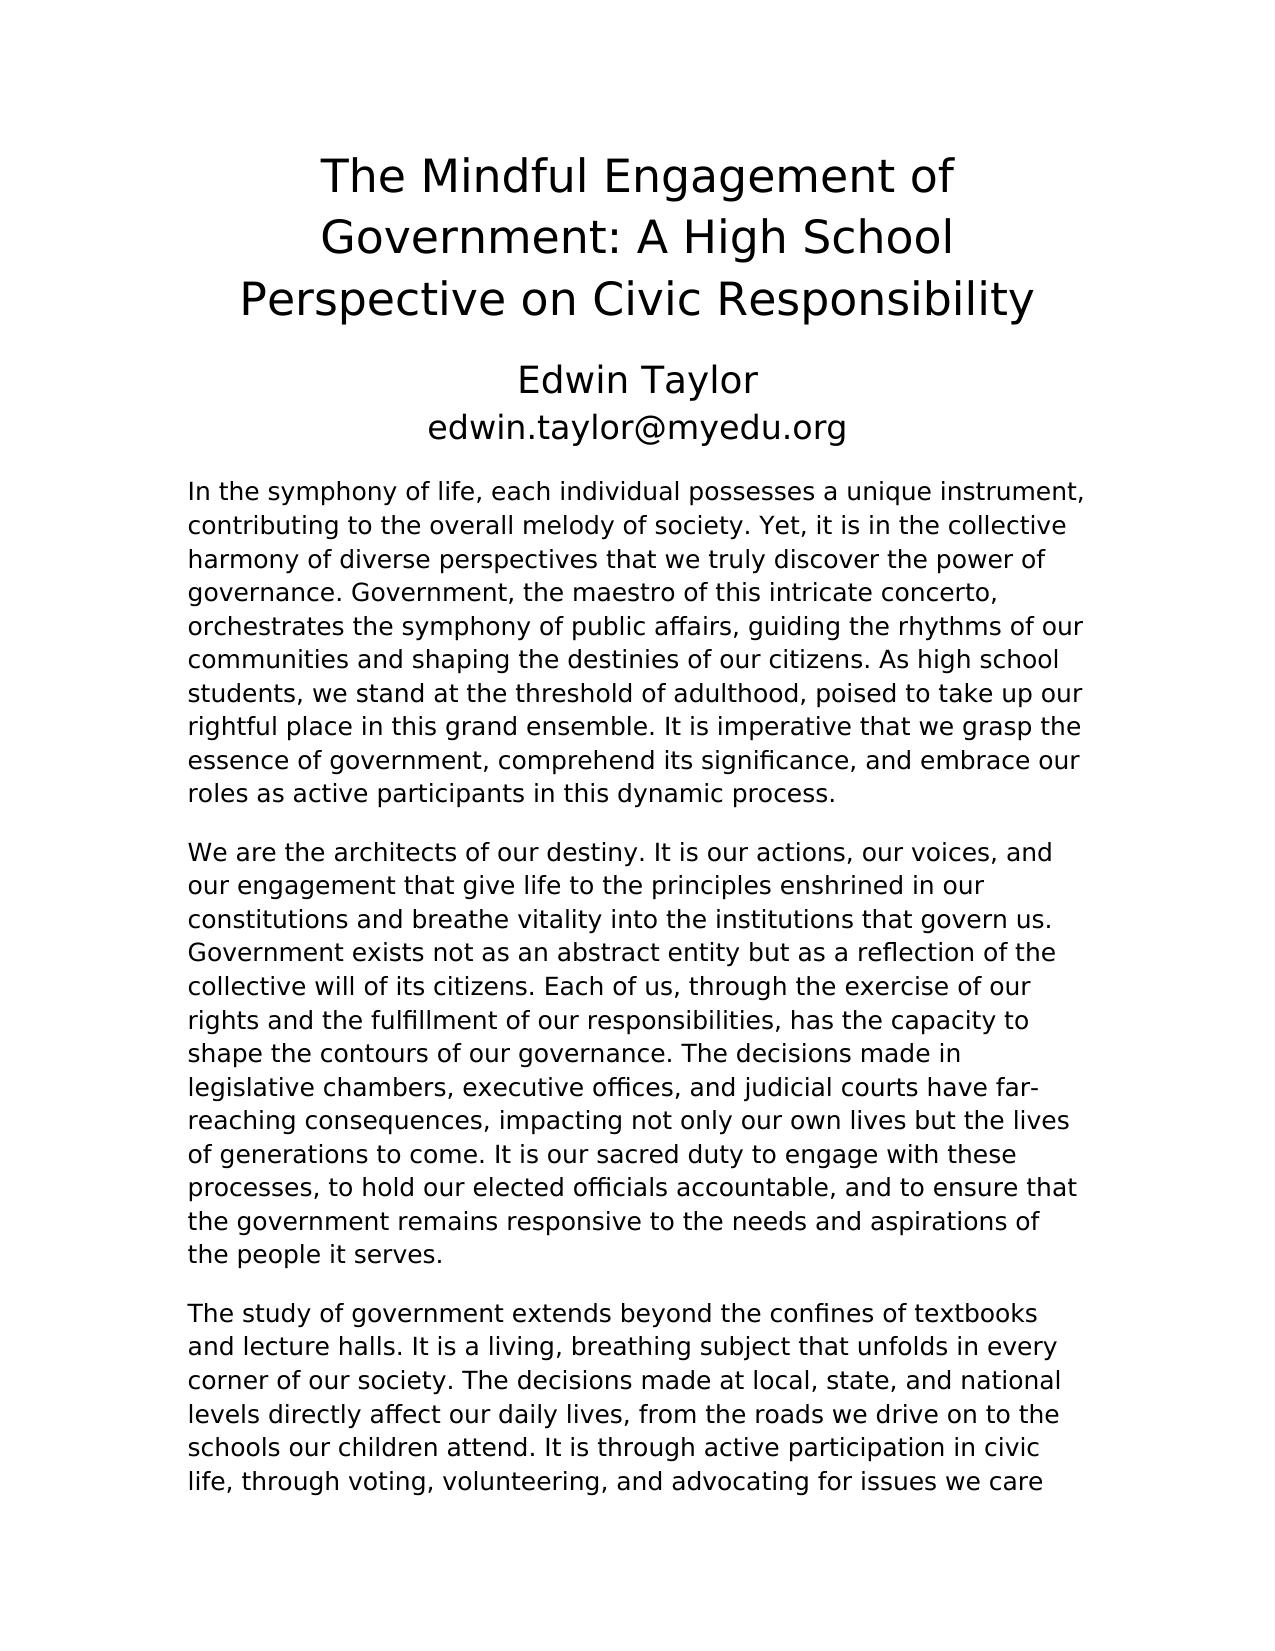 The Mindful Engagement of
Government: A High School
Perspective on Civic Responsibility
Edwin Taylor
edwin.taylor@myedu.org
In the symphony of life, each individual possesses a unique instrument,
contributing to the overall melody of society. Yet, it is in the collective
harmony of diverse perspectives that we truly discover the power of
governance. Government, the maestro of this intricate concerto,
orchestrates the symphony of public affairs, guiding the rhythms of our
communities and shaping the destinies of our citizens. As high school
students, we stand at the threshold of adulthood, poised to take up our
rightful place in this grand ensemble. It is imperative that we grasp the
essence of government, comprehend its significance, and embrace our
roles as active participants in this dynamic process.
We are the architects of our destiny. It is our actions, our voices, and
our engagement that give life to the principles enshrined in our
constitutions and breathe vitality into the institutions that govern us.
Government exists not as an abstract entity but as a reflection of the
collective will of its citizens. Each of us, through the exercise of our
rights and the fulfillment of our responsibilities, has the capacity to
shape the contours of our governance. The decisions made in
legislative chambers, executive offices, and judicial courts have far-
reaching consequences, impacting not only our own lives but the lives
of generations to come. It is our sacred duty to engage with these
processes, to hold our elected officials accountable, and to ensure that
the government remains responsive to the needs and aspirations of
the people it serves.
The study of government extends beyond the confines of textbooks
and lecture halls. It is a living, breathing subject that unfolds in every
corner of our society. The decisions made at local, state, and national
levels directly affect our daily lives, from the roads we drive on to the
schools our children attend. It is through active participation in civic
life, through voting, volunteering, and advocating for issues we care